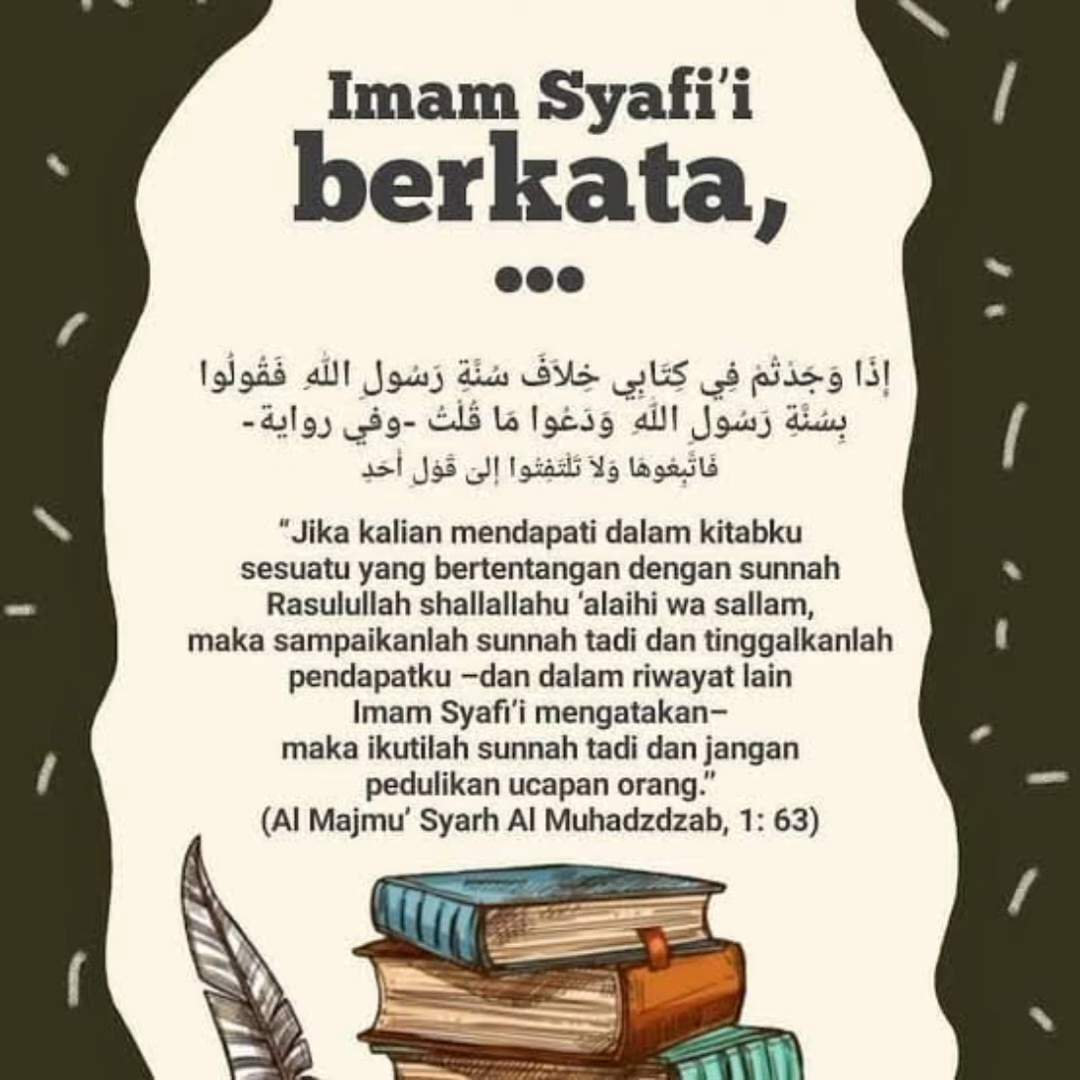 Imam Syafi'i
berkata,
•••
إِذَا وَجَدْتُمْ فِي كِتَابِي خِلاَفَ سُنَّةِ رَسُولِ اللَّهِ فَقُولُوا
بِسُنَّةِ رَسُولِ اللَّهِ وَدَعُوا مَا قُلْتُ -وفي رواية-
فَاتَّبِعُوهَا وَلاَ تَلْتَفِتُوا إِلىَ قَوْلِ أَحَدٍ
“Jika kalian mendapati dalam kitabku
sesuatu yang bertentangan dengan sunnah
Rasulullah shallallahu ‘alaihi wa sallam,
maka sampaikanlah sunnah tadi dan tinggalkanlah
pendapatku –dan dalam riwayat lain
Imam Syafi’i mengatakan–
maka ikutilah sunnah tadi dan jangan
pedulikan ucapan orang.”
(Al Majmu’ Syarh Al Muhadzdzab, 1: 63)